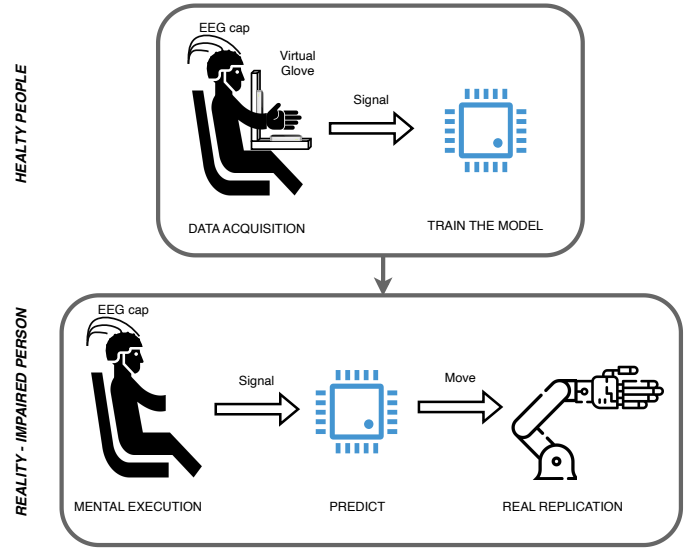 HEALTY PEOPLE
EEG cap
Virtual
Glove
Signal
DATA ACQUISITION
TRAIN THE MODEL
REALITY - IMPAIRED PERSON
EEG cap
Signal
Move
MENTAL EXECUTION
PREDICT
REAL REPLICATION